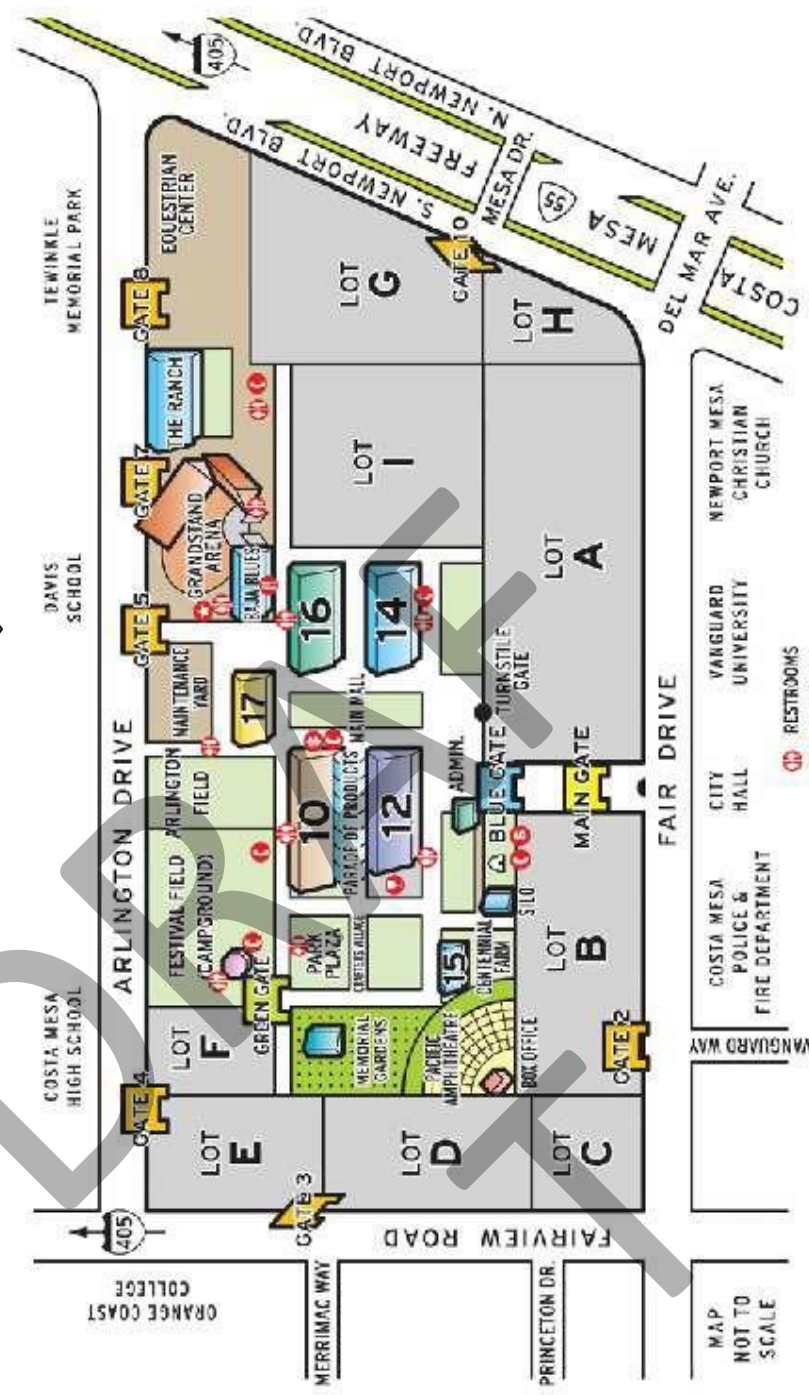 COSTA MESA
HIGH SCHOOL
DAVIS
SCHOOL
TEWINKLE
MEMORIAL PARK
ORANGE COAST
COLLEGE
405
ARLINGTON DRIVE
405
N. NEWPORT BLVD.
S. NEWPORT BLVD.
FREEWAY
MESA DR.
55
COSTA
MESA
DEL MAR AVE.
GATE 4
GATE 5
GATE 7
GATE 8
LOT
F
FESTIVAL FIELD
(CAMPGROUND)
ARLINGTON
FIELD
MAINTENANCE
YARD
GRANDSTAND
ARENA
THE RANCH
EQUESTRIAN
CENTER
LOT
E
GREEN GATE
17
BAJA BLUES
GATE 3
MERRIMAC WAY
MEMORIAL
GARDENS
PARK
PLAZA
CRAFTERS VILLAGE
10
PARADE OF PRODUCTS
12
MAIN MALL
16
14
LOT
I
LOT
G
GATE 10
LOT
D
PACIFIC
AMPHITHEATRE
15
CENTENNIAL
FARM
SILO
ADMIN.
BLUE GATE
TURNSTILE
GATE
BOX OFFICE
LOT
H
FAIRVIEW ROAD
PRINCETON DR.
LOT
C
LOT
B
GATE 2
MAIN GATE
LOT
A
FAIR DRIVE
MAP
NOT TO
SCALE
VANGUARD WAY
COSTA MESA
POLICE &
FIRE DEPARTMENT
CITY
HALL
VANGUARD
UNIVERSITY
NEWPORT MESA
CHRISTIAN
CHURCH
RESTROOMS
DRAFT